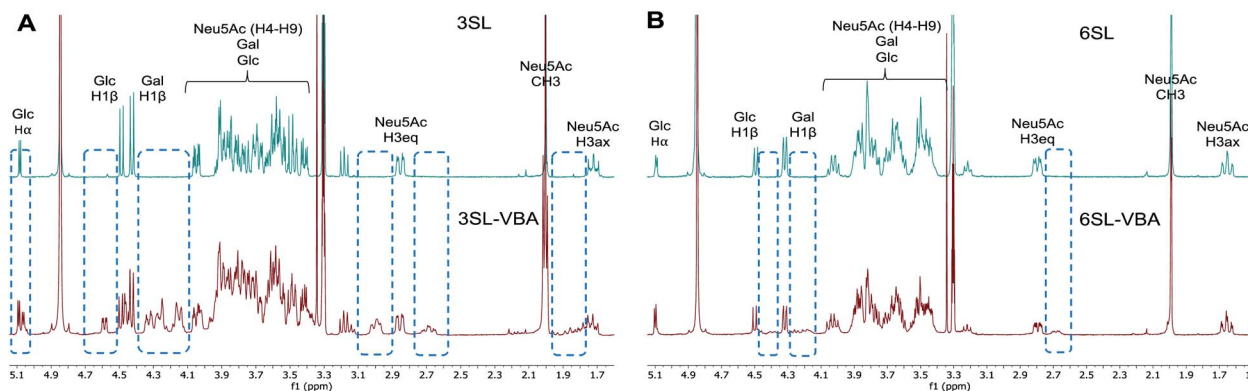 A
3SL
Neu5Ac (H4-H9)
Gal
Glc
Neu5Ac
CH3
Glc
H1β
Gal
H1β
Glc
Hα
Neu5Ac
H3eq
Neu5Ac
H3ax
3SL-VBA
5.1 4.9 4.7 4.5 4.3 4.1 3.9 3.7 3.5 3.3 3.1 2.9 2.7 2.5 2.3 2.1 1.9 1.7
f1 (ppm)
B
6SL
Neu5Ac (H4-H9)
Gal
Glc
Neu5Ac
CH3
Glc
H1β
Gal
H1β
Glc
Hα
Neu5Ac
H3eq
Neu5Ac
H3ax
6SL-VBA
5.1 4.9 4.7 4.5 4.3 4.1 3.9 3.7 3.5 3.3 3.1 2.9 2.7 2.5 2.3 2.1 1.9 1.7
f1 (ppm)